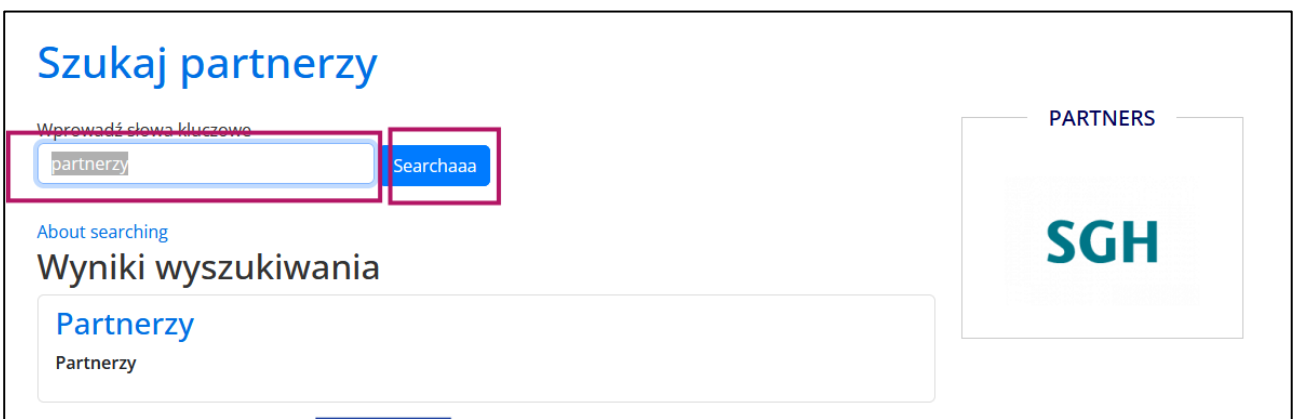 Szukaj partnerzy
Wprowadź słowa kluczowe
partnerzy
Searchaaa
About searching
Wyniki wyszukiwania
Partnerzy
Partnerzy
PARTNERS
SGH